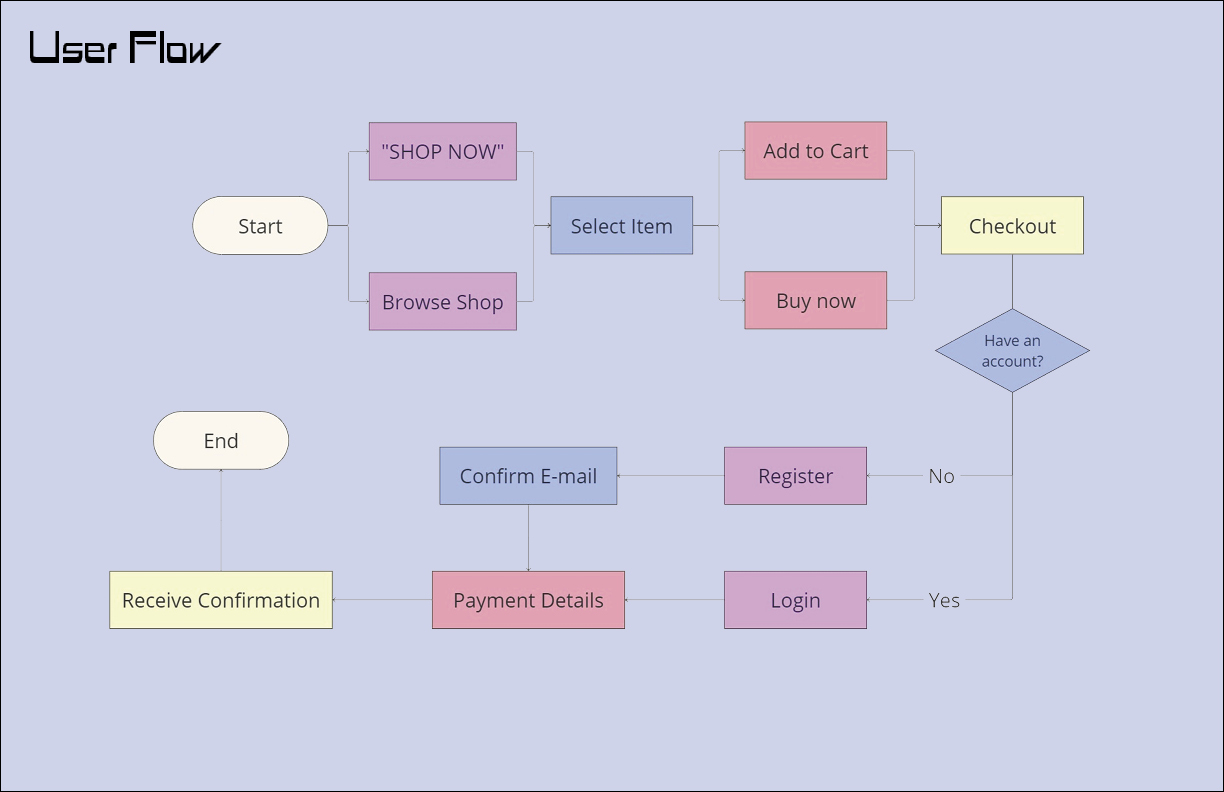 User Flow
"SHOP NOW"
Add to Cart
Start
Select Item
Checkout
Browse Shop
Buy now
Have an
account?
End
Confirm E-mail
Register
No
Receive Confirmation
Payment Details
Login
Yes